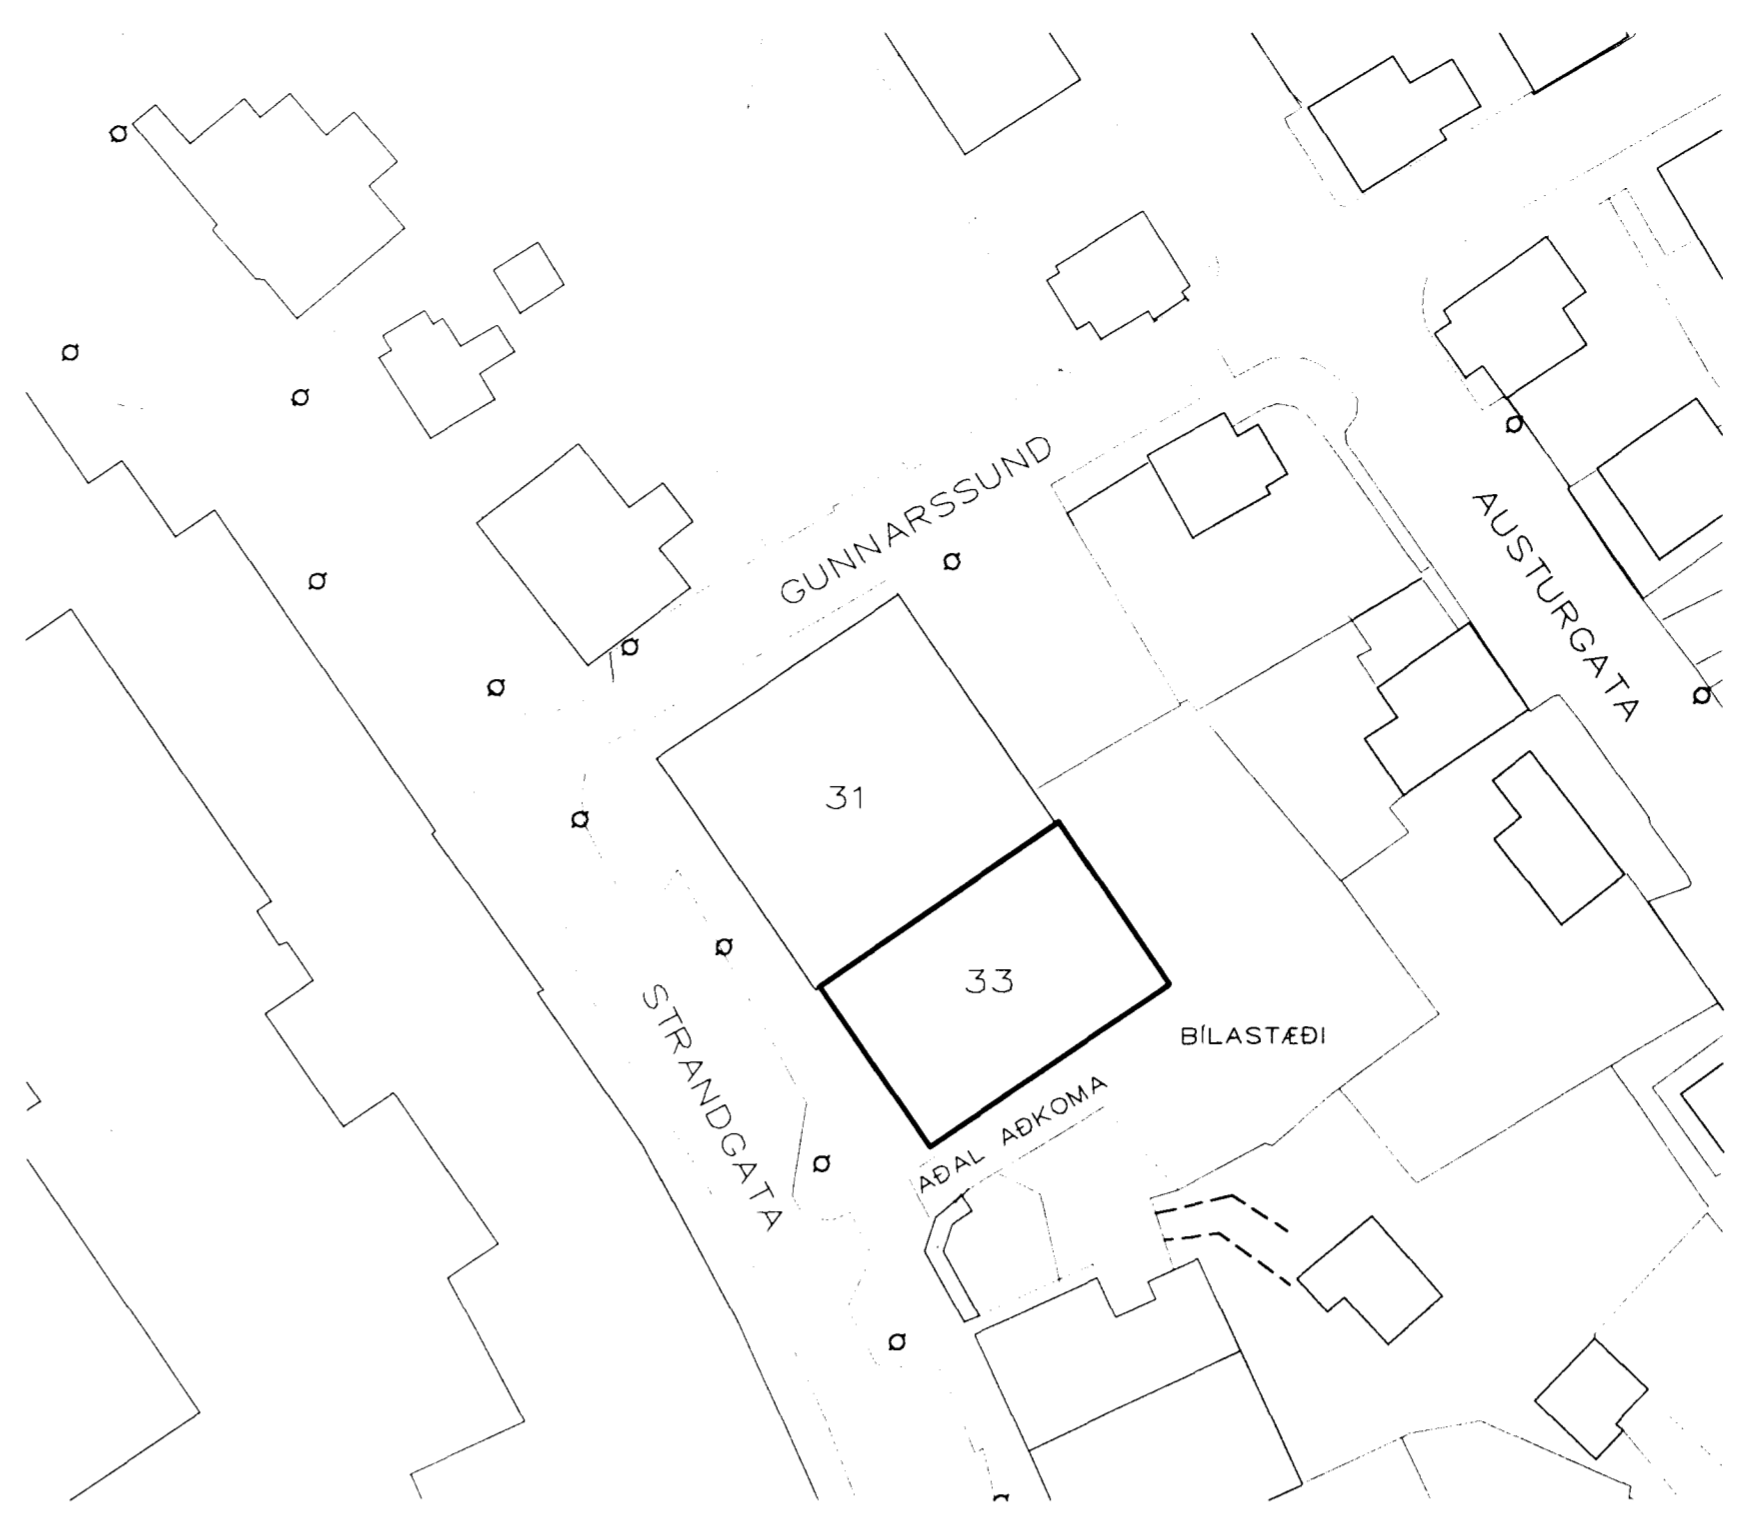 GUNNARSSUND
AUSTURGATA
31
33
STRANDGATA
BÍLASTÆÐI
AÐAL AÐKOMA